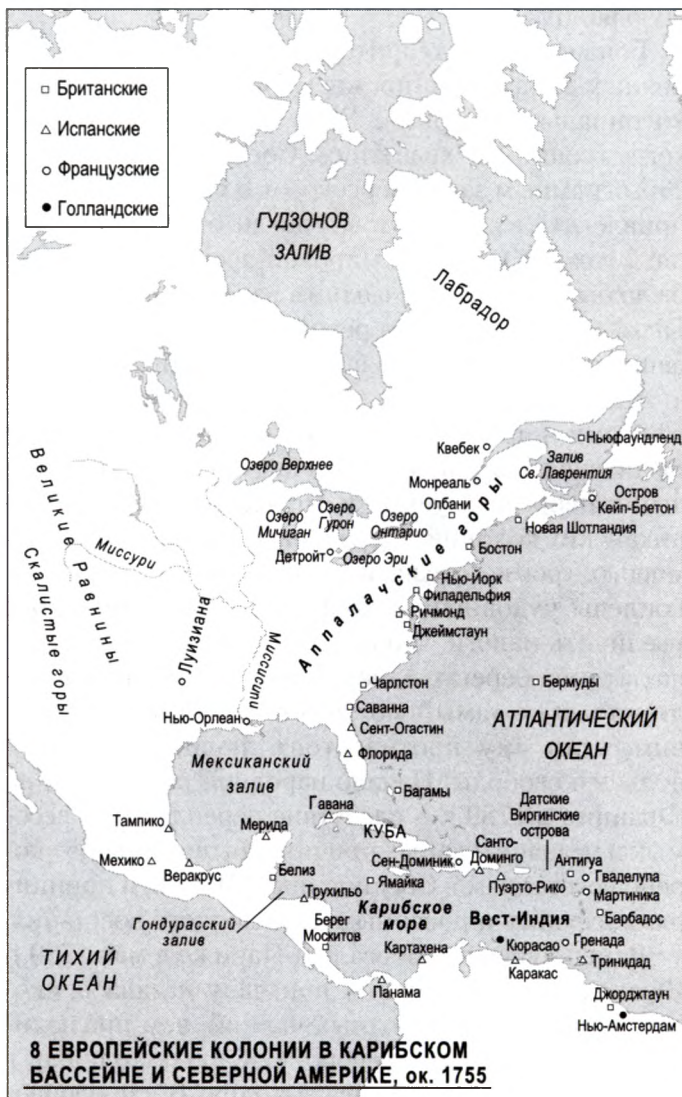 Британские
Испанские
Французские
Голландские
ГУДЗОНОВ
ЗАЛИВ
Лабрадор
Ньюфаундленд
Квебек
Залив
Св. Лаврентия
Монреаль
Остров
Кейп-Бретон
Озеро Верхнее
Озеро
Мичиган
Озеро
Гурон
Озеро
Онтарио
Олбани
Новая Шотландия
Детройт
Озеро Эри
Бостон
Великие Равнины
Скалистые горы
Миссури
Аппалачские горы
Нью-Йорк
Филадельфия
Ричмонд
Джеймстаун
Луизиана
Миссисипи
Чарлстон
Бермуды
Саванна
Нью-Орлеан
Сент-Огастин
АТЛАНТИЧЕСКИЙ
ОКЕАН
Флорида
Мексиканский
залив
Багамы
Гавана
Датские
Виргинские
острова
Тампико
Мерида
КУБА
Сен-Доминик
Санто-
Доминго
Антигуа
Мехико
Веракрус
Белиз
Ямайка
Пуэрто-Рико
Гваделупа
Мартиника
Трухильо
Карибское
море
Вест-Индия
Барбадос
Гондурасский
залив
Берег
Москитов
Картахена
Кюрасао
Гренада
ТИХИЙ
ОКЕАН
Панама
Каракас
Тринидад
Джорджтаун
Нью-Амстердам
8 ЕВРОПЕЙСКИЕ КОЛОНИИ В КАРИБСКОМ
БАССЕЙНЕ И СЕВЕРНОЙ АМЕРИКЕ, ок. 1755